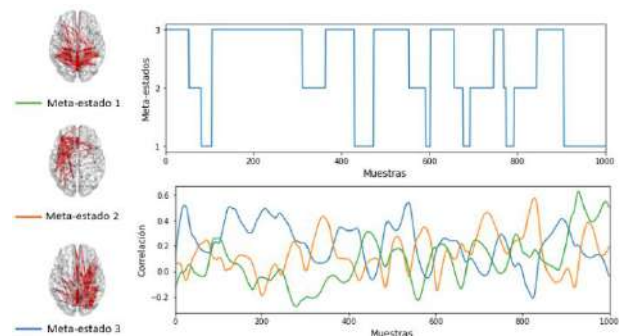 Meta-estado 1
Meta-estado 2
Meta-estado 3
Meta-estados
3
2
1
0
200
400
600
800
1000
Muestras
Correlación
0.6
0.4
0.2
0.0
-0.2
0
200
400
600
800
1000
Muestras